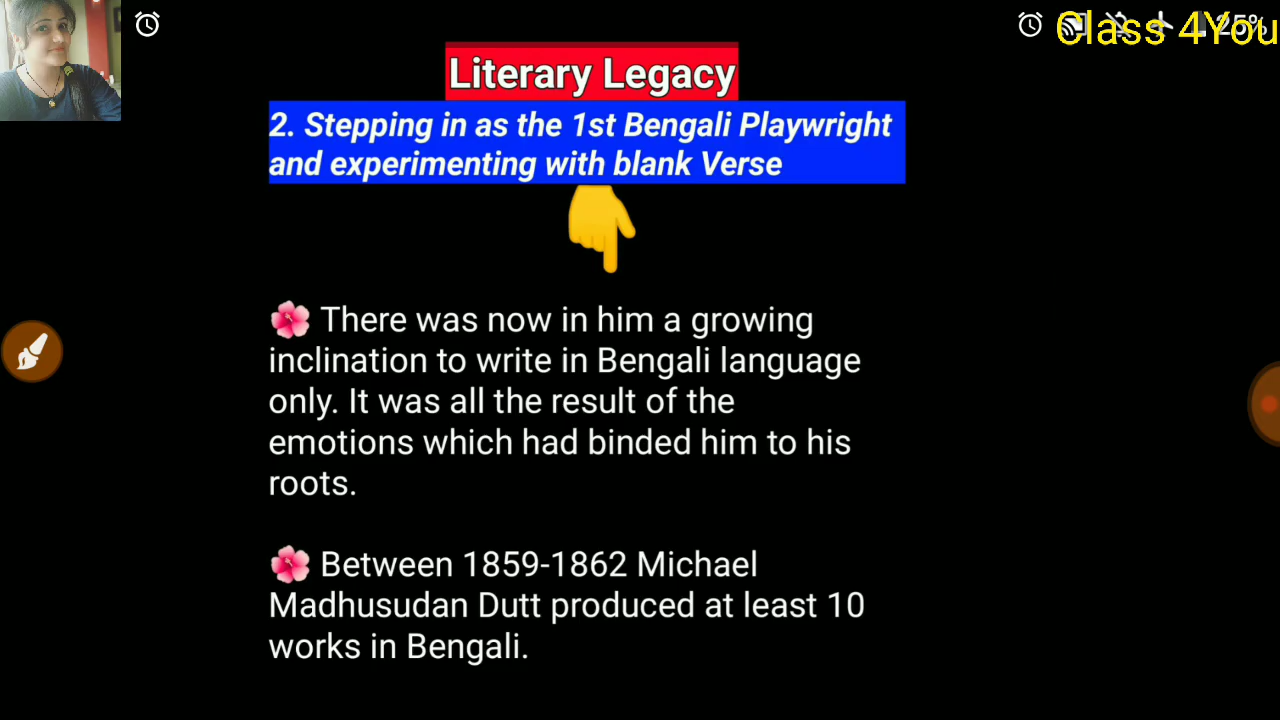 Class 4You
25%
Literary Legacy
2. Stepping in as the 1st Bengali Playwright
and experimenting with blank Verse
There was now in him a growing
inclination to write in Bengali language
only. It was all the result of the
emotions which had binded him to his
roots.
Between 1859-1862 Michael
Madhusudan Dutt produced at least 10
works in Bengali.